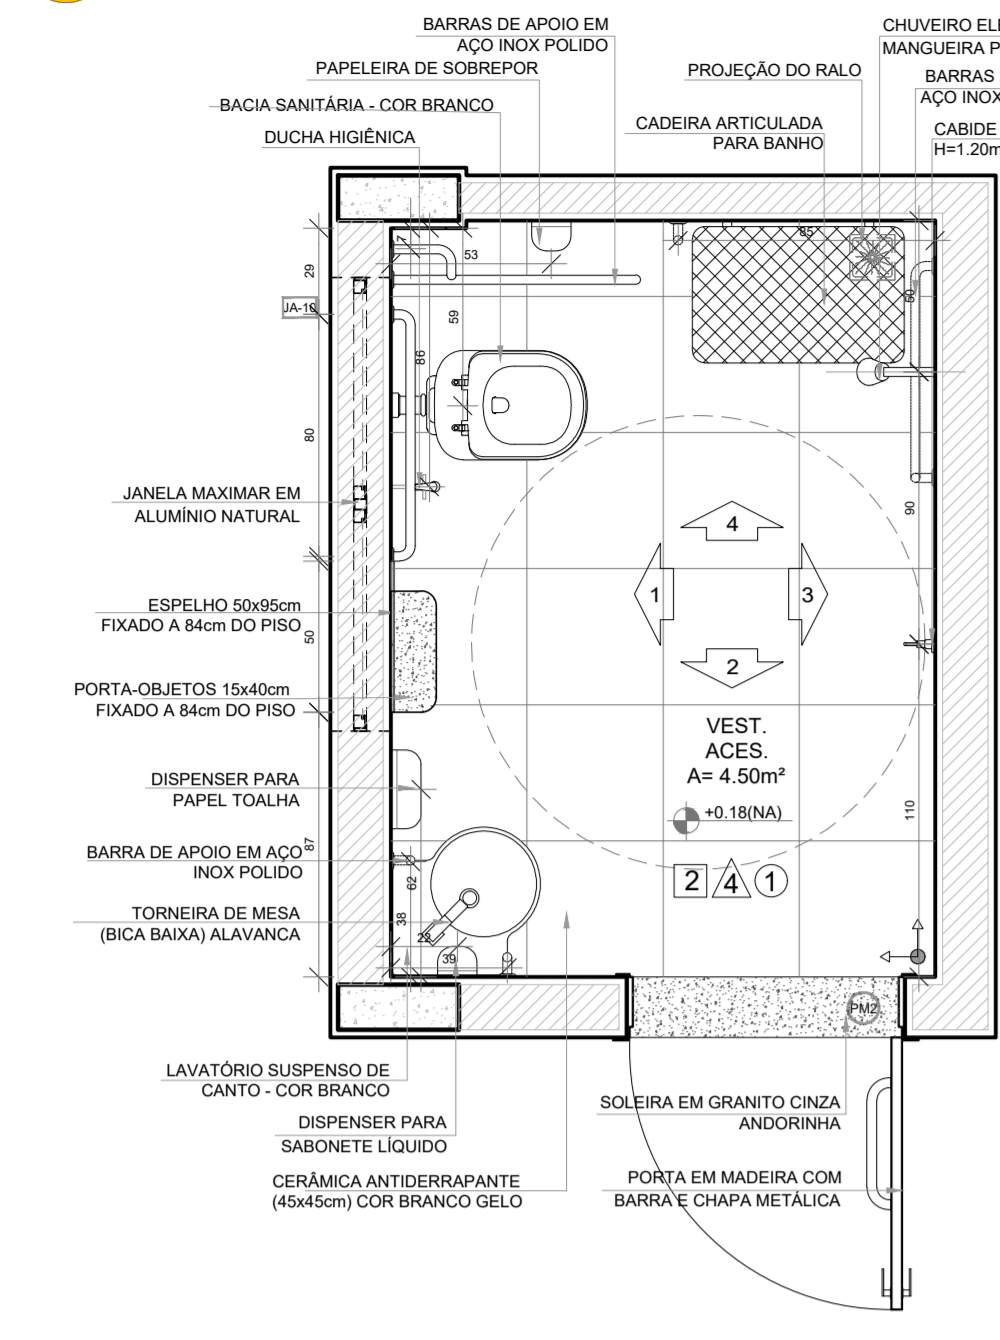 BARRAS DE APOIO EM
AÇO INOX POLIDO
PAPELEIRA DE SOBREPOR
BACIA SANITÁRIA - COR BRANCO
DUCHA HIGIÊNICA
PROJEÇÃO DO RALO
CADEIRA ARTICULADA
PARA BANHO
CHUVEIRO
MANGUEIRA
BARRAS
AÇO INOX
CABIDE
H=1.20m
85
53
29
50
59
86
80
JANELA MAXIMAR EM
ALUMÍNIO NATURAL
90
4
1
3
2
ESPELHO 50x95cm
FIXADO A 84cm DO PISO
50
PORTA-OBJETOS 15x40cm
FIXADO A 84cm DO PISO
VEST.
ACES.
A= 4.50m²
+0.18(NA)
DISPENSER PARA
PAPEL TOALHA
110
87
BARRA DE APOIO EM AÇO
INOX POLIDO
62
2 4 1
TORNEIRA DE MESA
(BICA BAIXA) ALAVANCA
38
22
39
PM2
LAVATÓRIO SUSPENSO DE
CANTO - COR BRANCO
DISPENSER PARA
SABONETE LÍQUIDO
CERÂMICA ANTIDERRAPANTE
(45x45cm) COR BRANCO GELO
SOLEIRA EM GRANITO CINZA
ANDORINHA
PORTA EM MADEIRA COM
BARRA E CHAPA METÁLICA